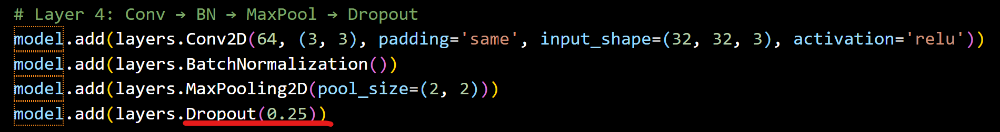 # Layer 4: Conv → BN → MaxPool → Dropout
model.add(layers.Conv2D(64, (3, 3), padding='same', input_shape=(32, 32, 3), activation='relu'))
model.add(layers.BatchNormalization())
model.add(layers.MaxPooling2D(pool_size=(2, 2)))
model.add(layers.Dropout(0.25))